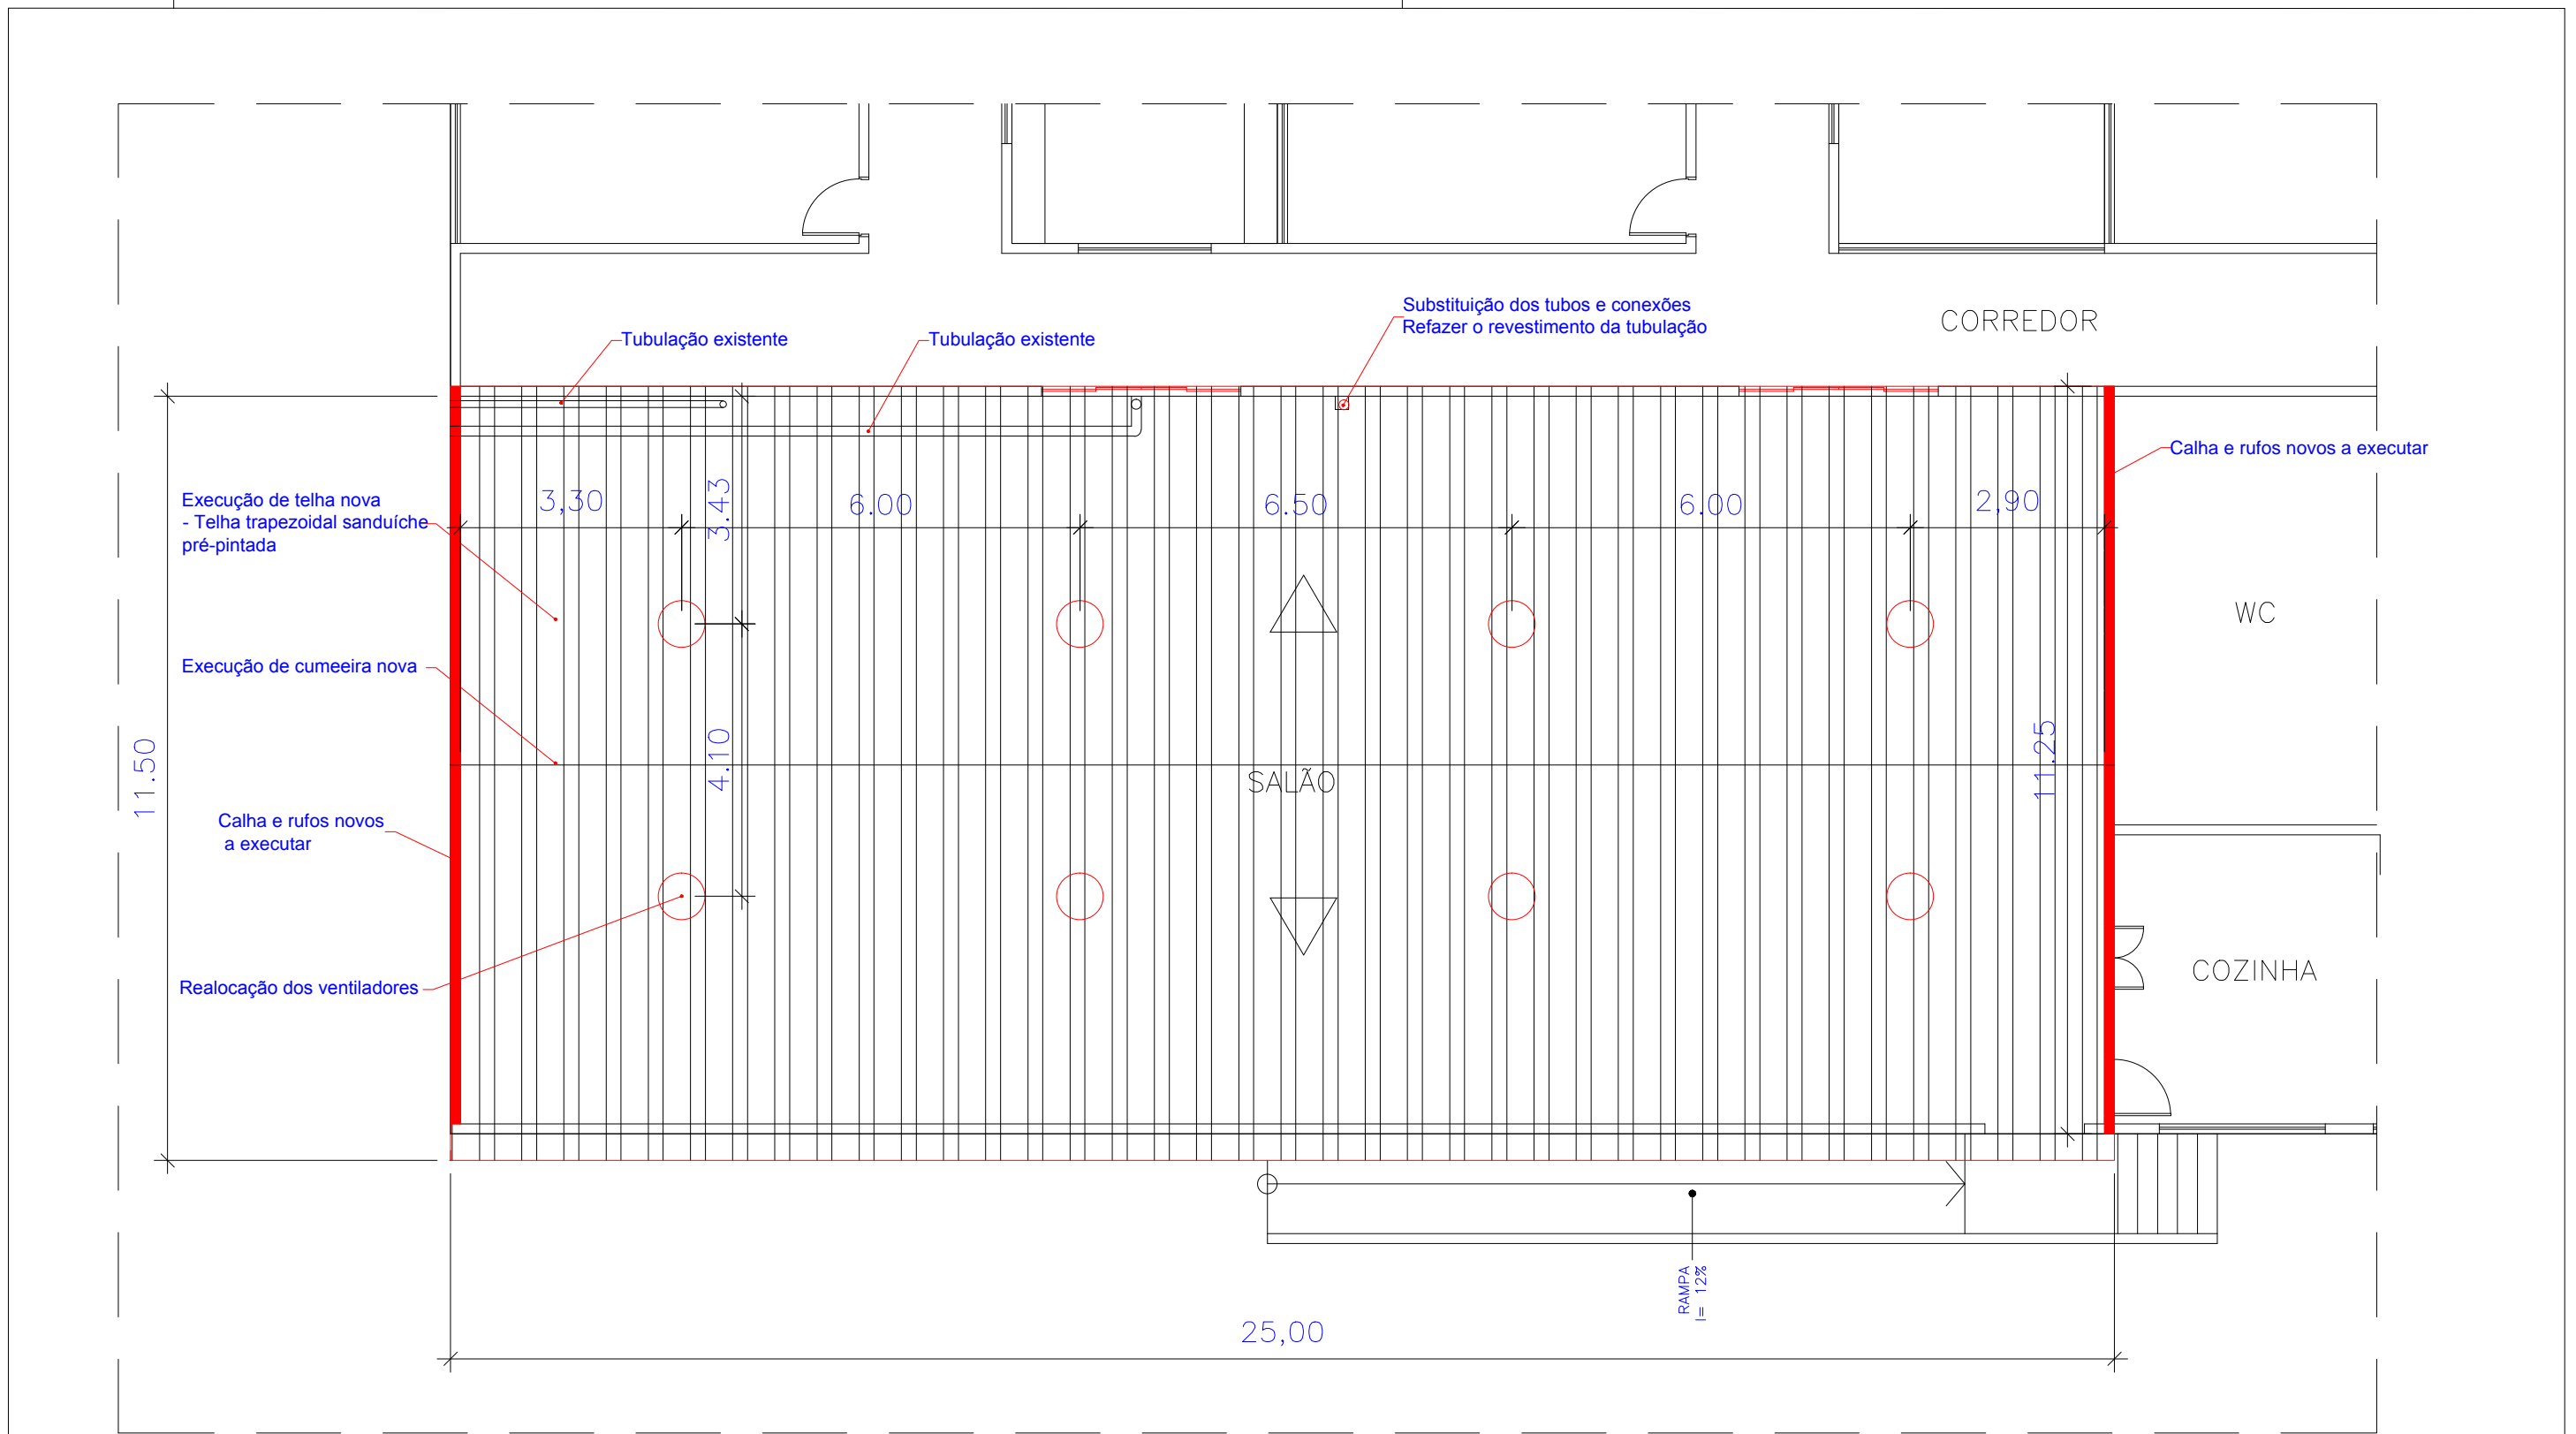 Substituição dos tubos e conexões
Refazer o revestimento da tubulação
CORREDOR
Tubulação existente
Tubulação existente
Calha e rufos novos a executar
Execução de telha nova
- Telha trapezoidal sanduíche
pré-pintada
3,30
3.43
6.00
6.50
6.00
2,90
WC
Execução de cumeeira nova
11.50
4.10
SALÃO
11.25
Calha e rufos novos
a executar
COZINHA
Realocação dos ventiladores
RAMPA
I= 12%
25,00